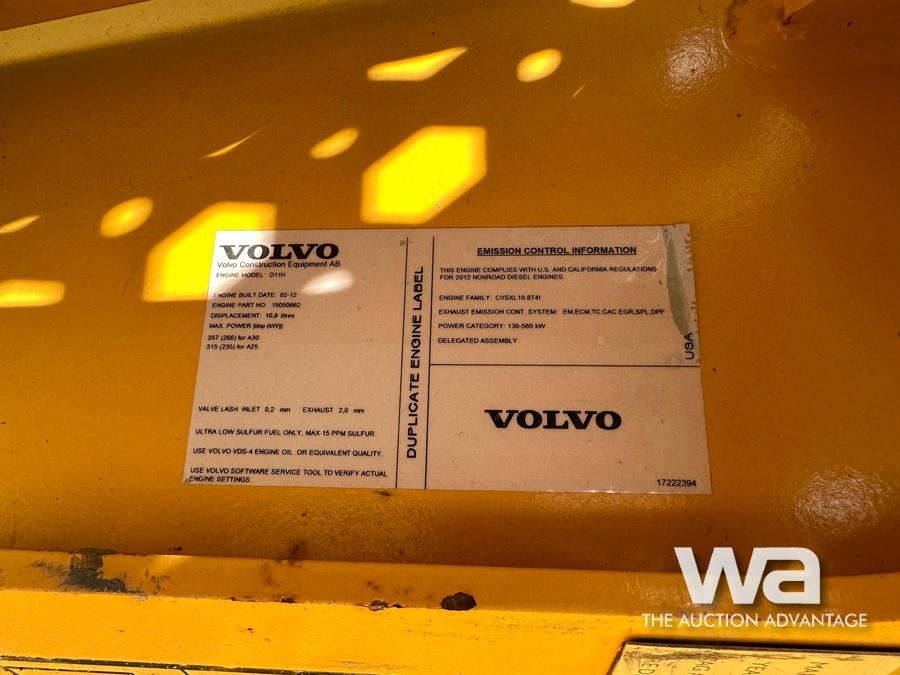 VOLVO
Volvo Construction Equipment AB
ENGINE MODEL: D11H
ENGINE BUILT DATE: 02-12
ENGINE PART NO: 15050662
DISPLACEMENT: 10,8 litres
MAX. POWER [bhp (kW)]:
357 (266) for A30
315 (235) for A25
VALVE LASH INLET 0,2 mm EXHAUST 2,0 mm
ULTRA LOW SULFUR FUEL ONLY, MAX 15 PPM SULFUR
USE VOLVO VDS-4 ENGINE OIL OR EQUIVALENT QUALITY.
USE VOLVO SOFTWARE SERVICE TOOL TO VERIFY ACTUAL
ENGINE SETTINGS
DUPLICATE ENGINE LABEL
EMISSION CONTROL INFORMATION
THIS ENGINE COMPLIES WITH U.S. AND CALIFORNIA REGULATIONS
FOR 2012 NONROAD DIESEL ENGINES.
ENGINE FAMILY: CVSXL10.8T4I
EXHAUST EMISSION CONT. SYSTEM: EM,ECM,TC,CAC,EGR,SPL,DPF
POWER CATEGORY: 130-560 kW
DELEGATED ASSEMBLY
USA
VOLVO
17222394
wa
THE AUCTION ADVANTAGE